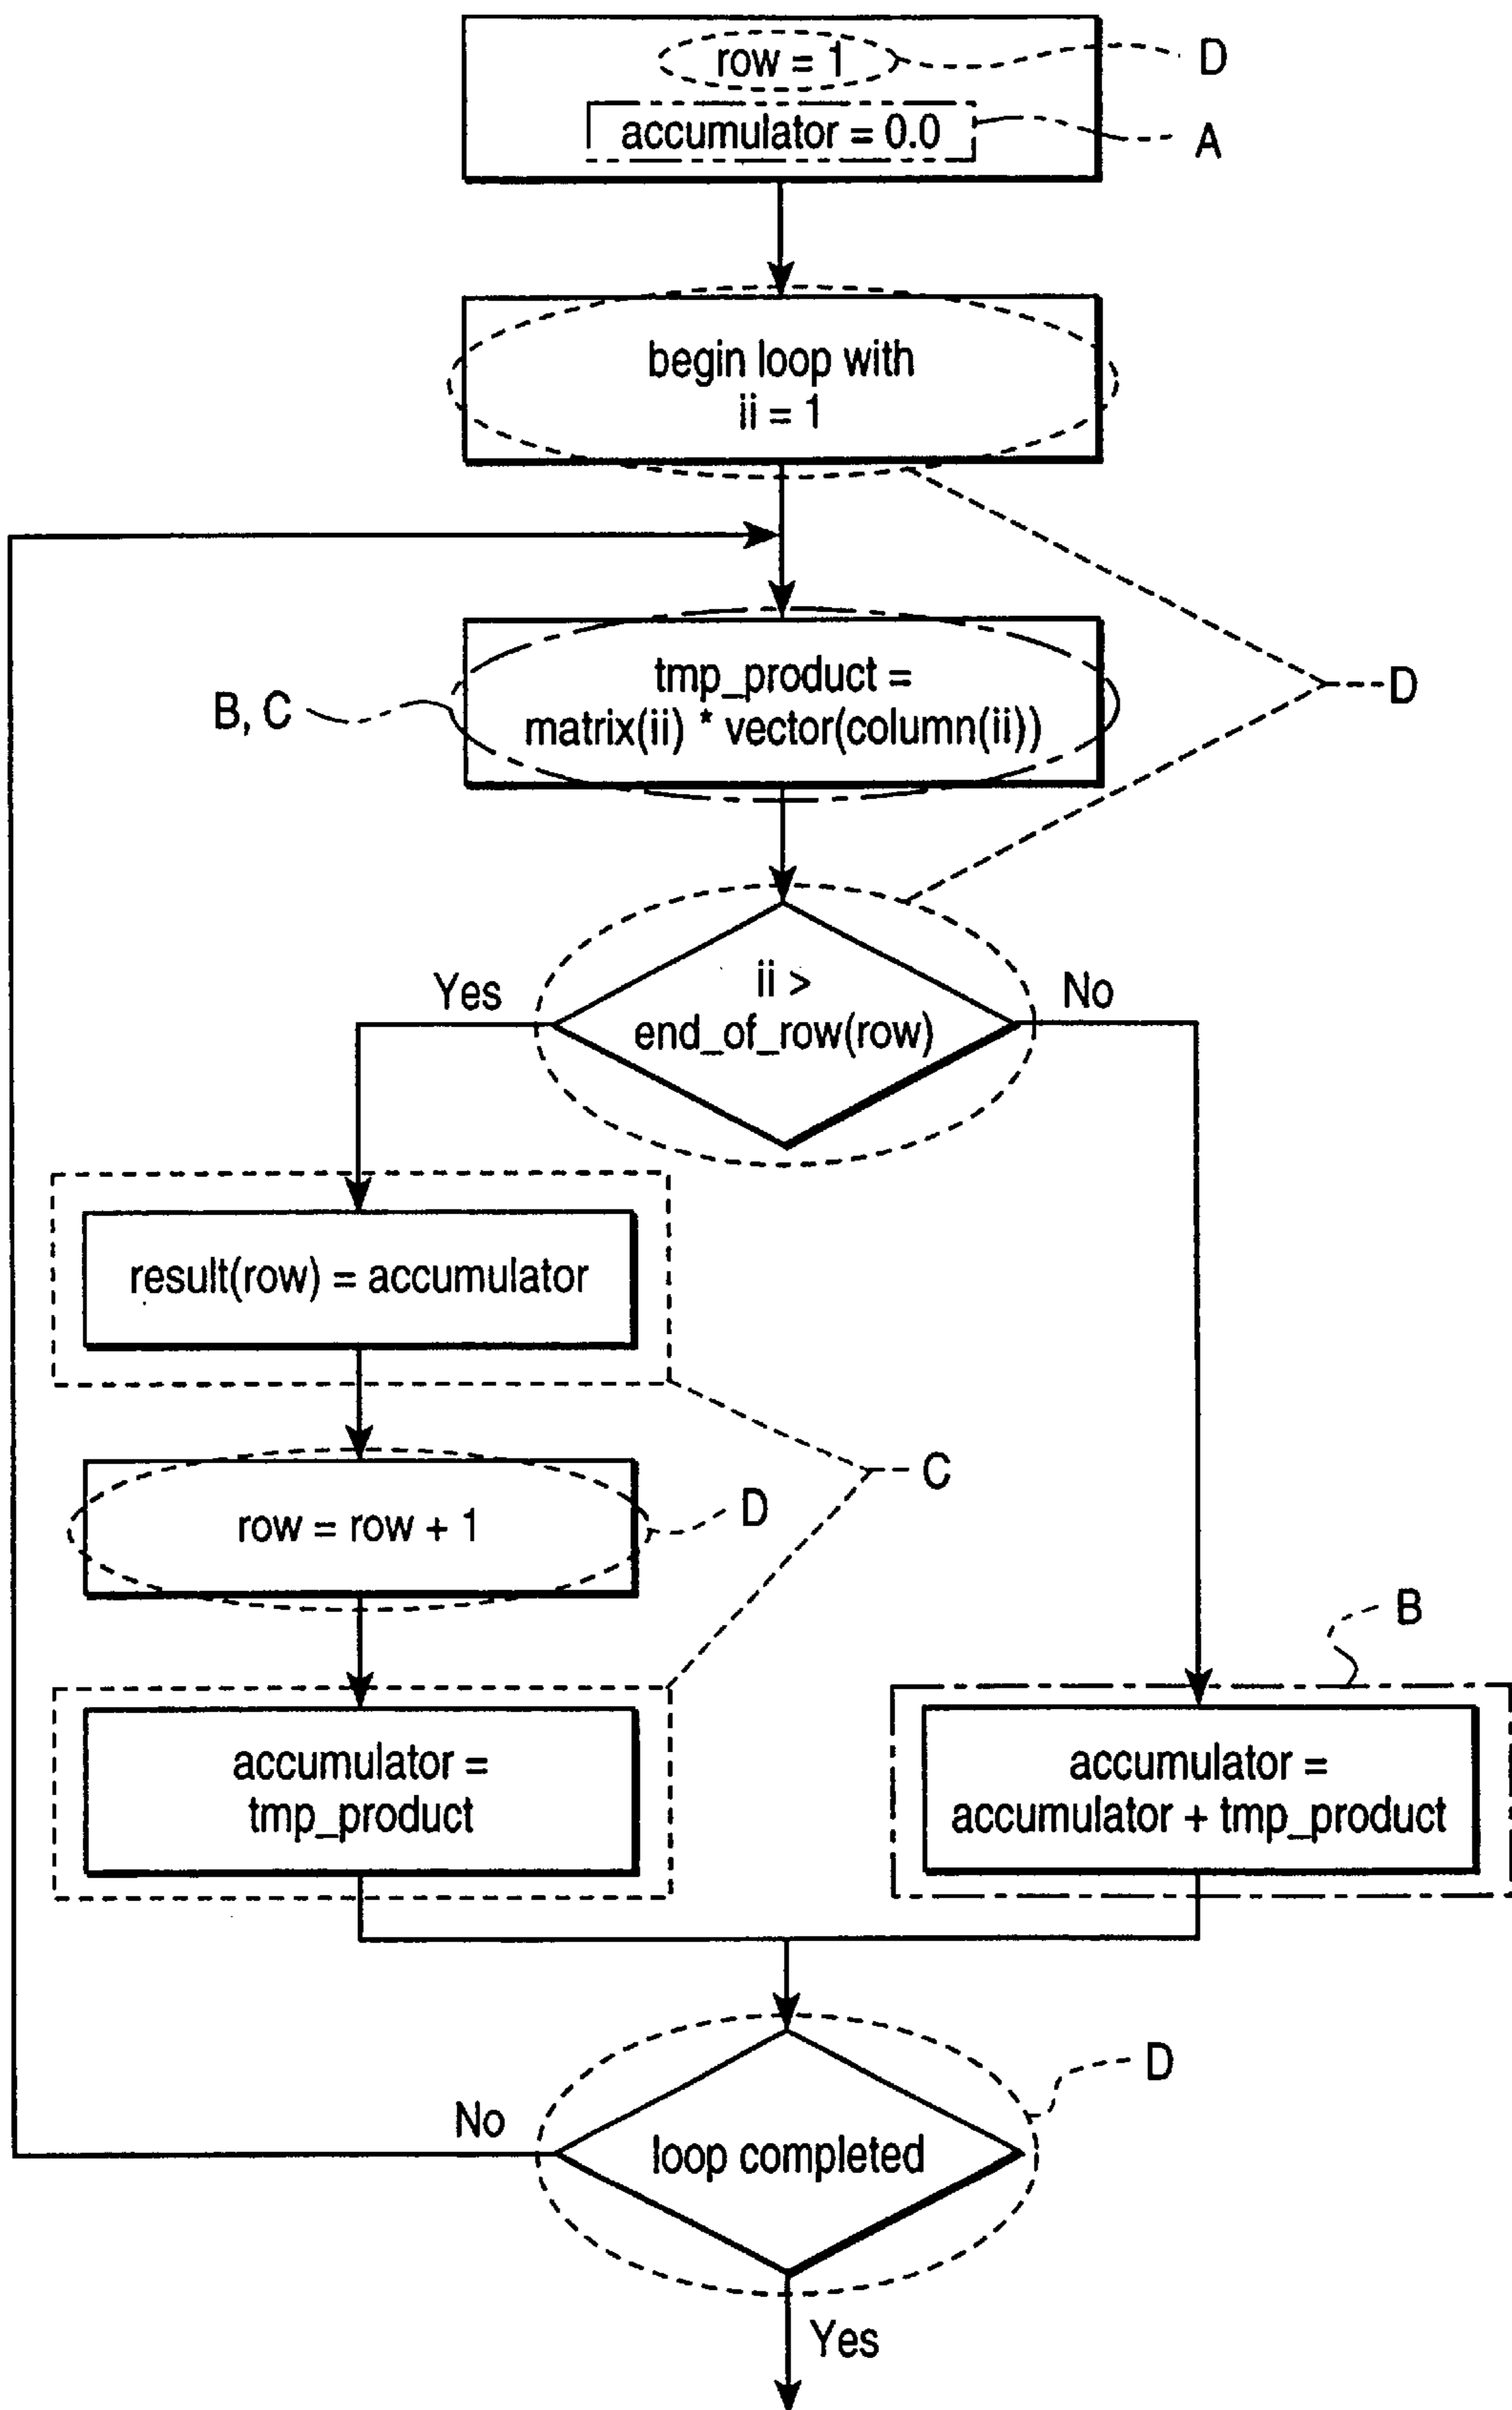 row = 1
D
accumulator = 0.0
A
begin loop with
ii = 1
D
tmp_product =
matrix(ii) * vector(column(ii))
B, C
ii >
end_of_row(row)
Yes
No
result(row) = accumulator
C
row = row + 1
D
B
accumulator =
tmp_product
accumulator =
accumulator + tmp_product
D
No
loop completed
Yes